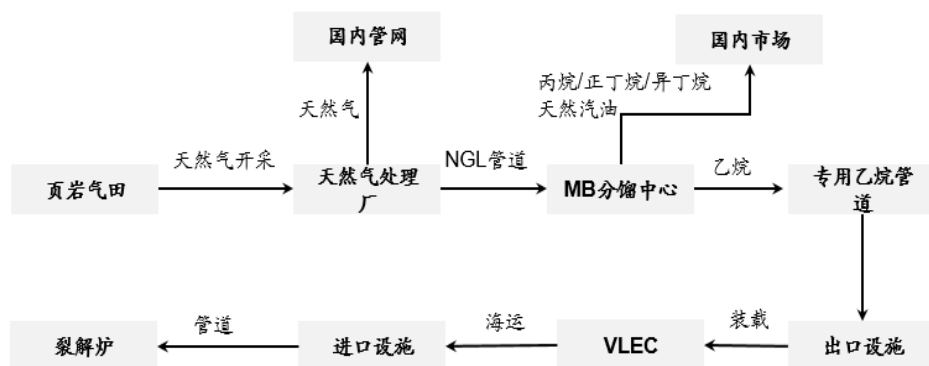 国内管网
国内市场
丙烷/正丁烷/异丁烷
天然汽油
天然气
天然气开采
NGL管道
乙烷
页岩气田
天然气处理
厂
MB分馏中心
专用乙烷管
道
管道
海运
装载
裂解炉
进口设施
VLEC
出口设施